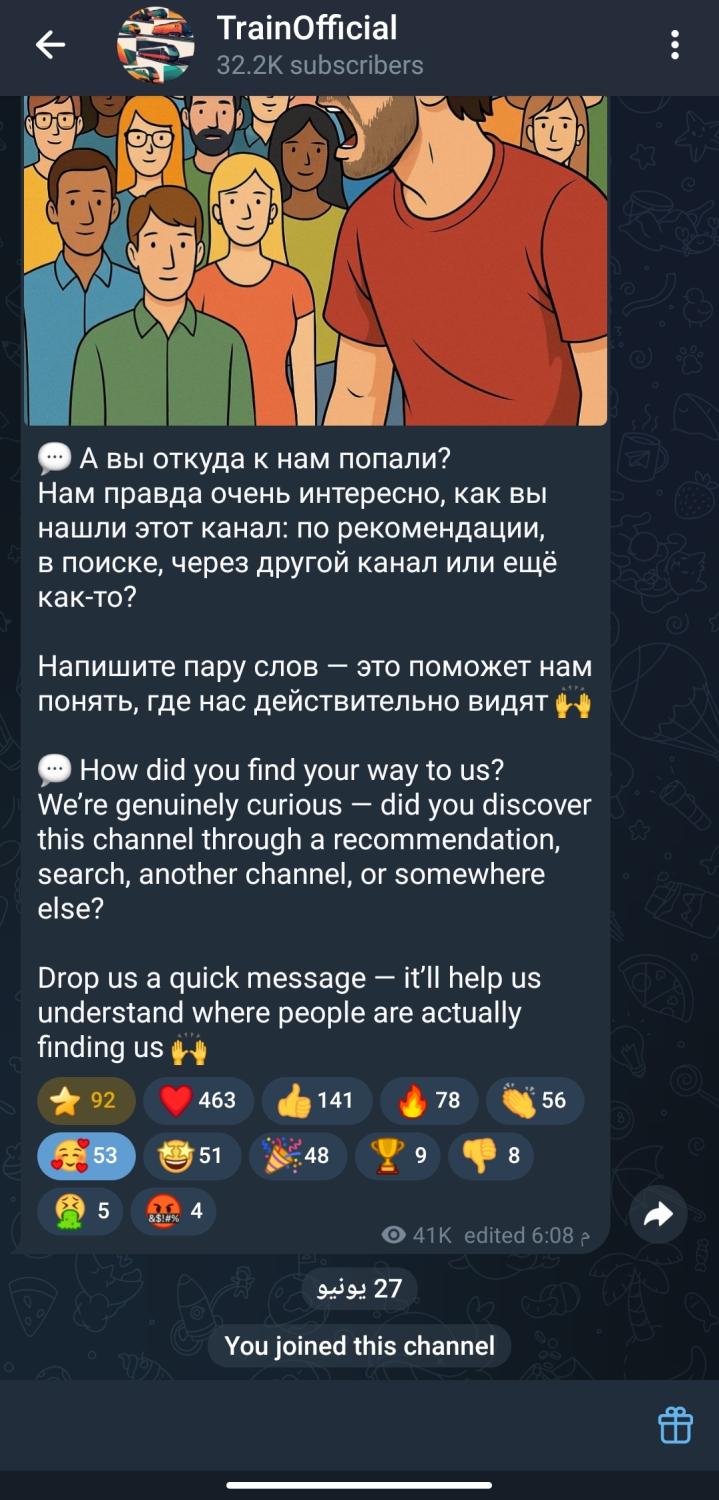 TrainOfficial
32.2K subscribers
💬 А вы откуда к нам попали?
Нам правда очень интересно, как вы
нашли этот канал: по рекомендации,
в поиске, через другой канал или ещё
как-то?
Напишите пару слов — это поможет нам
понять, где нас действительно видят 🙌
💬 How did you find your way to us?
We’re genuinely curious — did you discover
this channel through a recommendation,
search, another channel, or somewhere
else?
Drop us a quick message — it’ll help us
understand where people are actually
finding us 🙌
⭐ 92 ❤️ 463 👍 141 🔥 78 👏 56
🥰 53 🤩 51 🎉 48 🏆 9 👎 8
🤮 5 🤬 4
41K edited 6:08 م
27 يونيو
You joined this channel